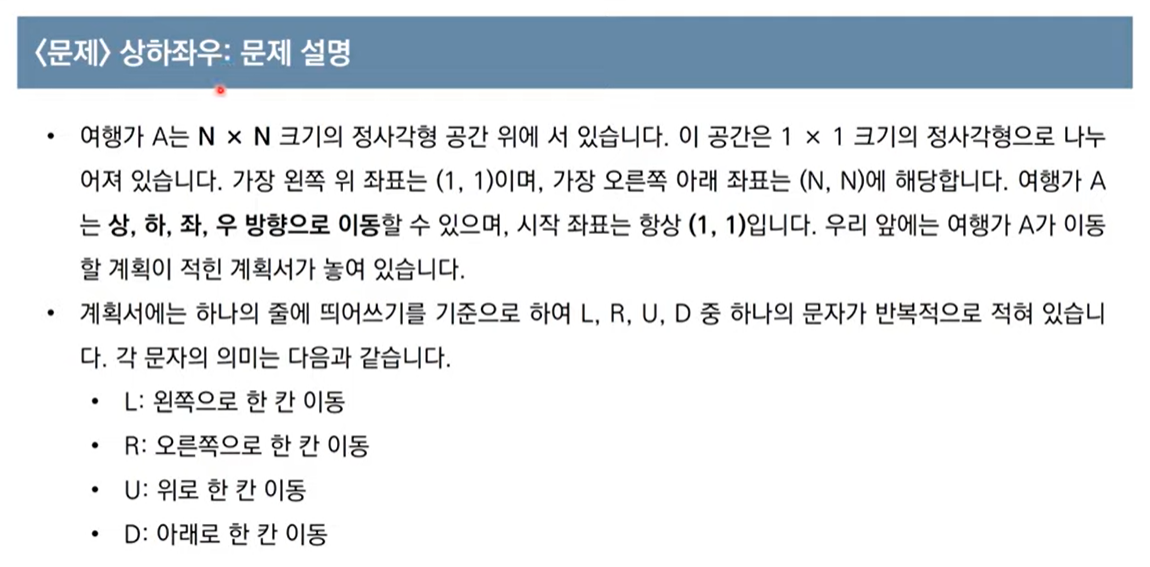 〈문제〉 상하좌우: 문제 설명
• 여행가 A는 N × N 크기의 정사각형 공간 위에 서 있습니다. 이 공간은 1 × 1 크기의 정사각형으로 나누
어져 있습니다. 가장 왼쪽 위 좌표는 (1, 1)이며, 가장 오른쪽 아래 좌표는 (N, N)에 해당합니다. 여행가 A
는 상, 하, 좌, 우 방향으로 이동할 수 있으며, 시작 좌표는 항상 (1, 1)입니다. 우리 앞에는 여행가 A가 이동
할 계획이 적힌 계획서가 놓여 있습니다.
• 계획서에는 하나의 줄에 띄어쓰기를 기준으로 하여 L, R, U, D 중 하나의 문자가 반복적으로 적혀 있습니
다. 각 문자의 의미는 다음과 같습니다.
• L: 왼쪽으로 한 칸 이동
• R: 오른쪽으로 한 칸 이동
• U: 위로 한 칸 이동
• D: 아래로 한 칸 이동